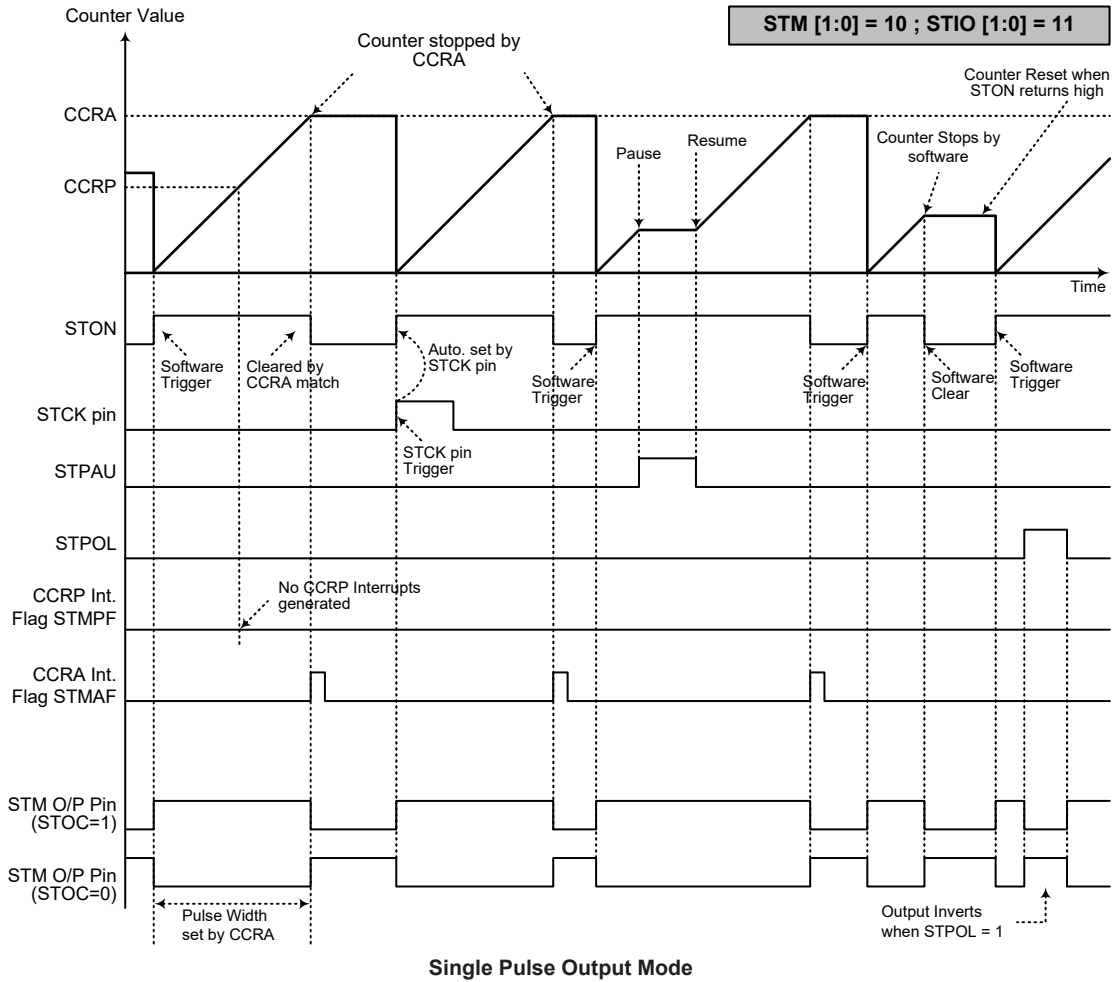 Counter Value
STM [1:0] = 10 ; STIO [1:0] = 11
Counter stopped by
CCRA
Counter Reset when
STON returns high
CCRA
Pause
Resume
Counter Stops by
software
CCRP
Time
STON
Software
Trigger
Cleared by
CCRA match
Auto. set by
STCK pin
Software
Trigger
Software
Trigger
Software
Clear
Software
Trigger
STCK pin
STCK pin
Trigger
STPAU
STPOL
CCRP Int.
Flag STMPF
No CCRP Interrupts
generated
CCRA Int.
Flag STMAF
STM O/P Pin
(STOC=1)
STM O/P Pin
(STOC=0)
Pulse Width
set by CCRA
Output Inverts
when STPOL = 1
Single Pulse Output Mode